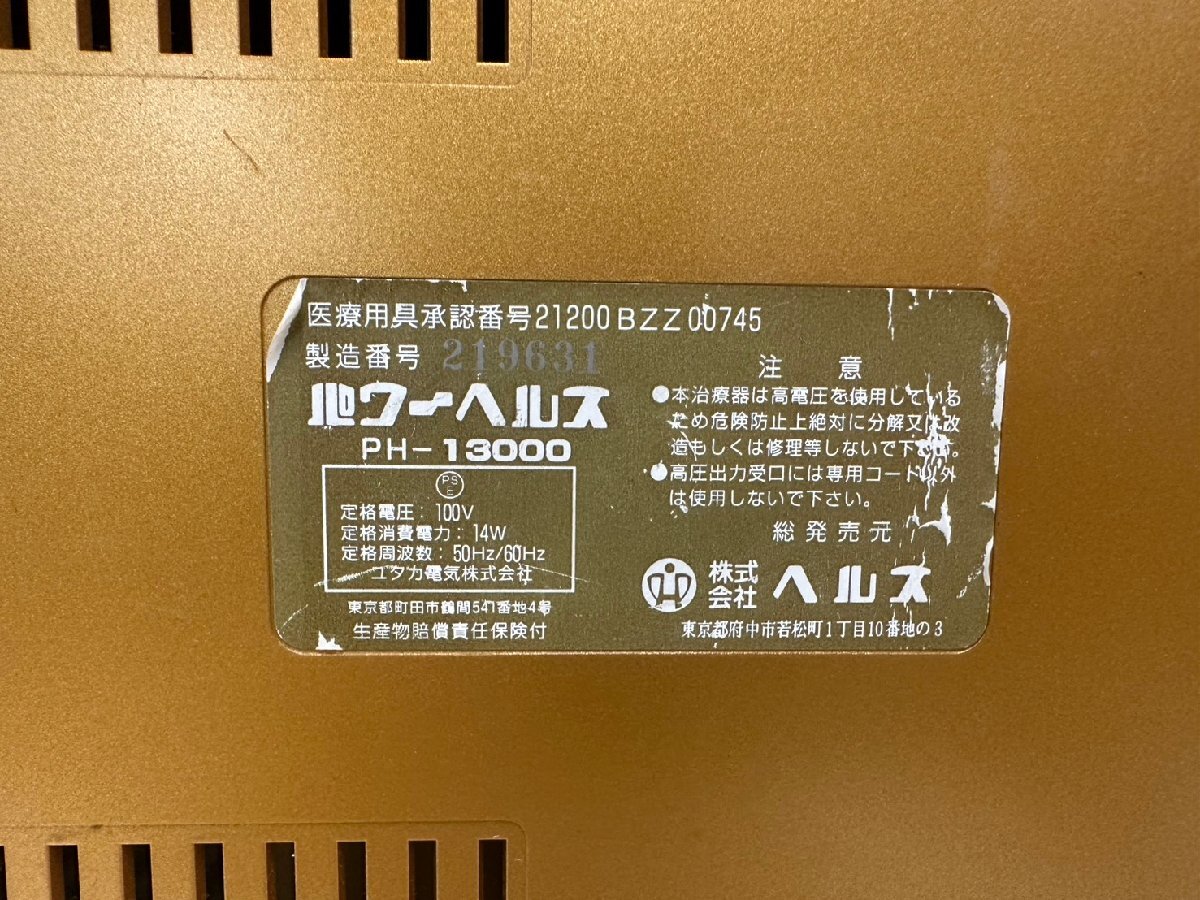 医療用具承認番号21200BZZ00745
製造番号 219631
パワーヘルス
PH-13000
PS
E
定格電圧：100V
定格消費電力：14W
定格周波数：50Hz/60Hz
ユタカ電気株式会社
東京都町田市鶴間541番地4号
生産物賠償責任保険付
注意
●本治療器は高電圧を使用している
ため危険防止上絶対に分解又は改
造もしくは修理等しないで下さい。
●高圧出力受口には専用コード以外
は使用しないで下さい。
総発売元
株式会社 ヘルス
東京都府中市若松町1丁目10番地の3